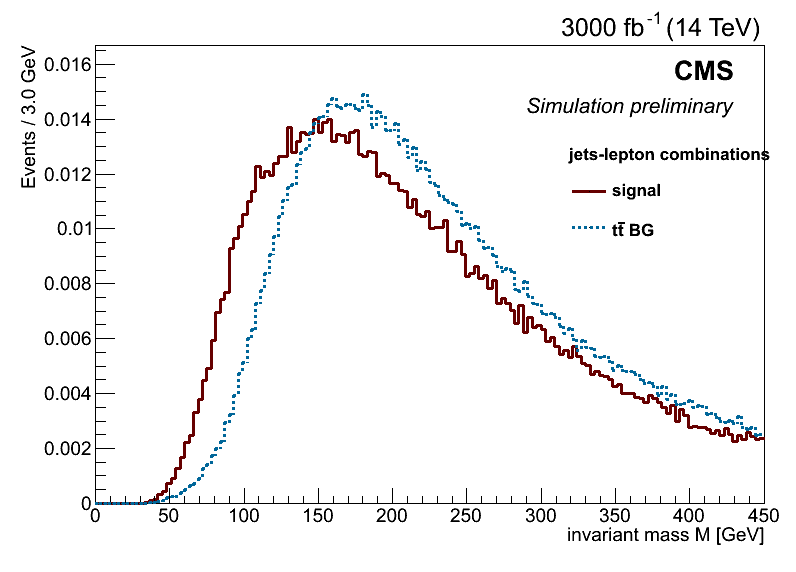 3000 fb⁻¹ (14 TeV)
Events / 3.0 GeV
CMS
Simulation preliminary
jets-lepton combinations
signal
tt̄ BG
0.016
0.014
0.012
0.01
0.008
0.006
0.004
0.002
0
0 50 100 150 200 250 300 350 400 450
invariant mass M [GeV]